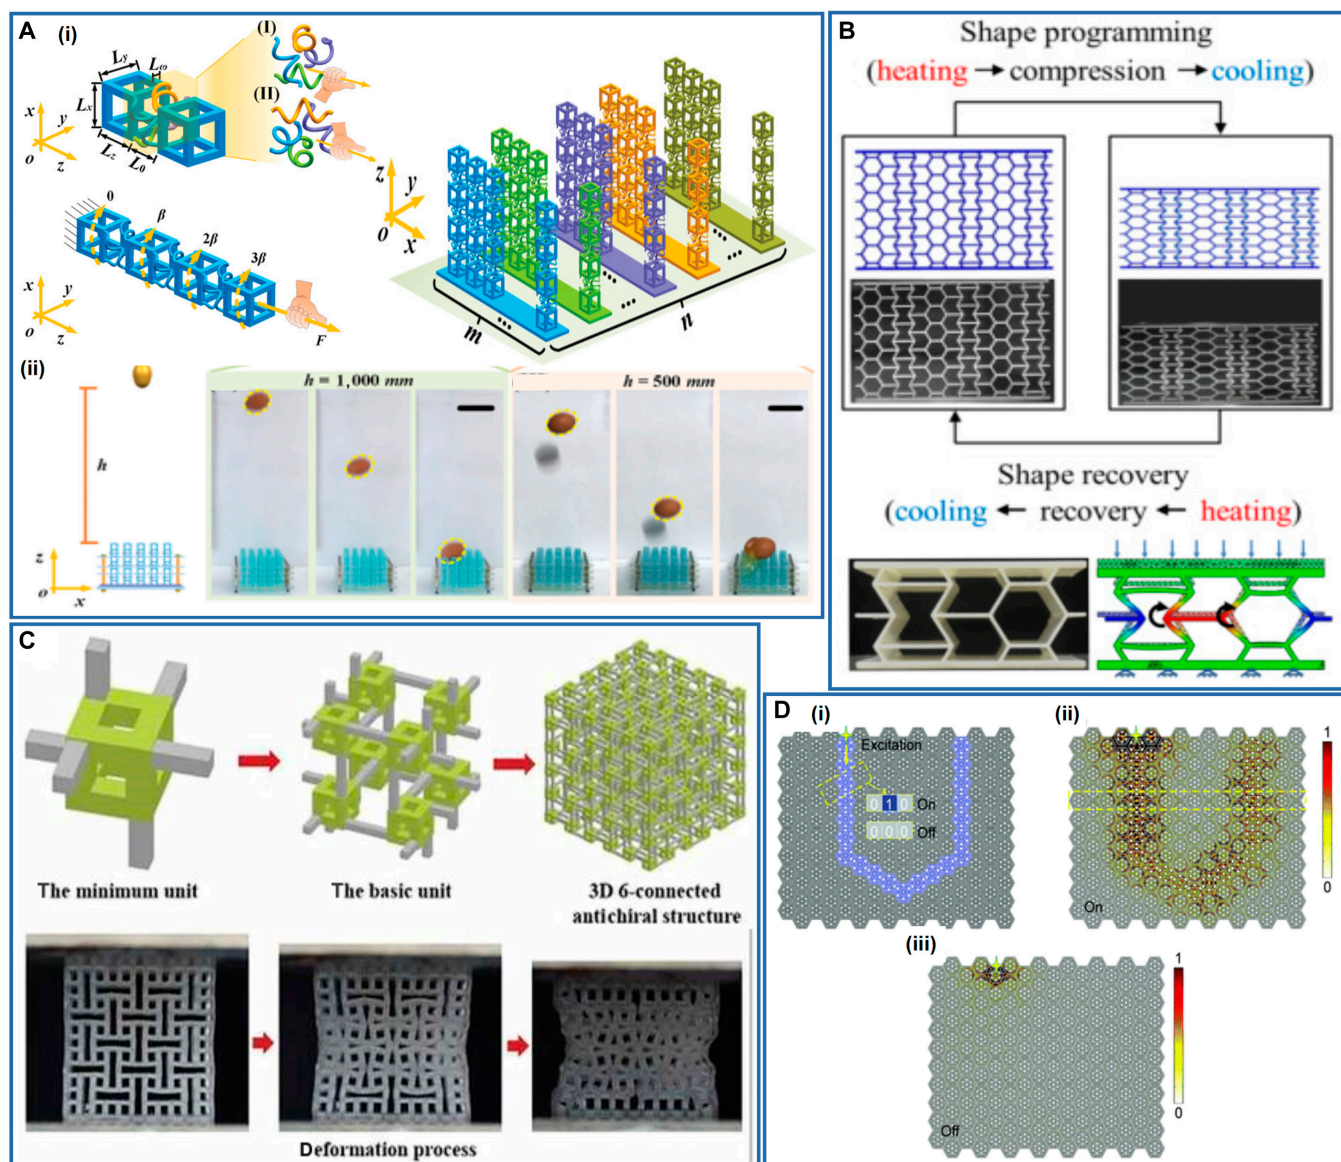 A
(i)
Ly
Lω
Lx
Lz
L0
x
y
z
o
(I)
(II)
0
β
2β
3β
F
x
y
z
o
z
y
x
0
m
n
(ii)
h
z
o
x
h = 1,000 mm
h = 500 mm
B
Shape programming
(heating → compression → cooling)
Shape recovery
(cooling ← recovery ← heating)
C
The minimum unit
The basic unit
3D 6-connected
antichiral structure
Deformation process
D
(i)
Excitation
0 1 0 On
0 0 0 Off
(ii)
On
1
0
(iii)
Off
1
0